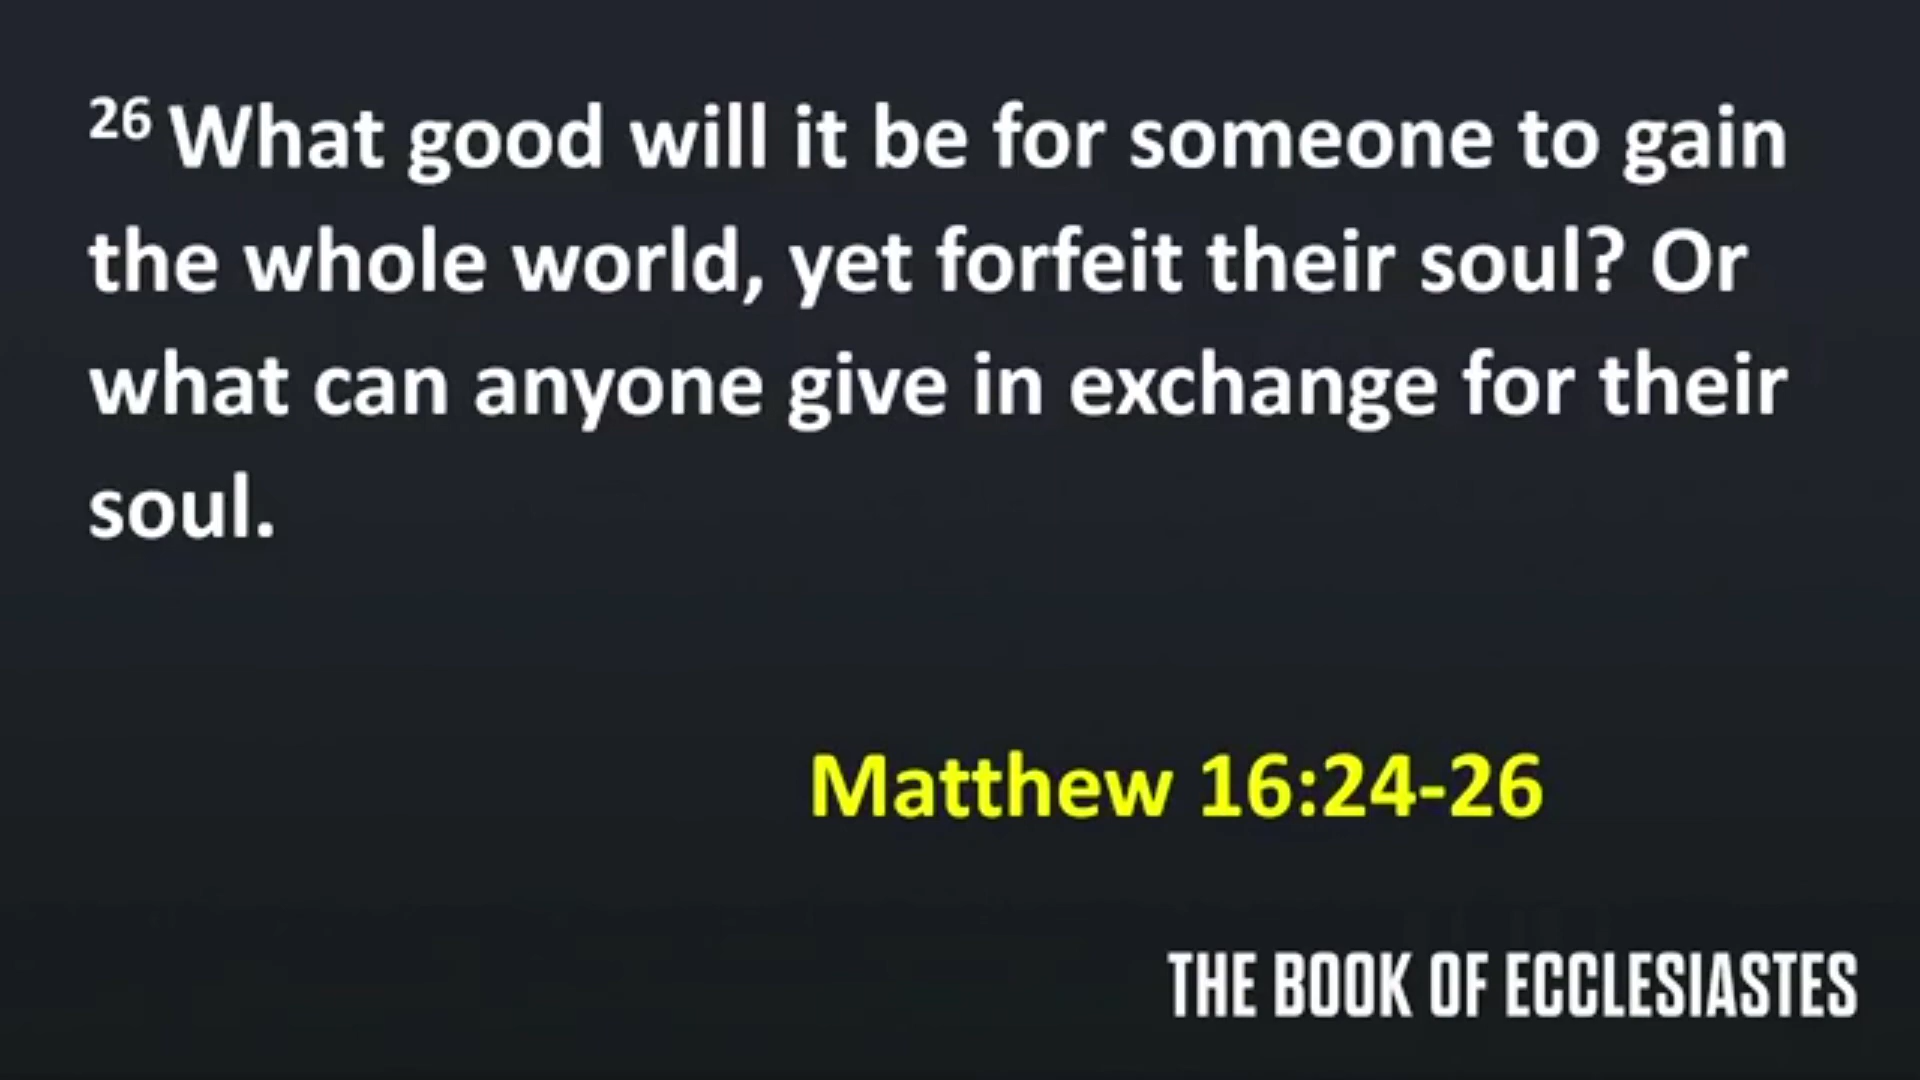 26 What good will it be for someone to gain
the whole world, yet forfeit their soul? Or
what can anyone give in exchange for their
soul.
Matthew 16:24-26
THE BOOK OF ECCLESIASTES